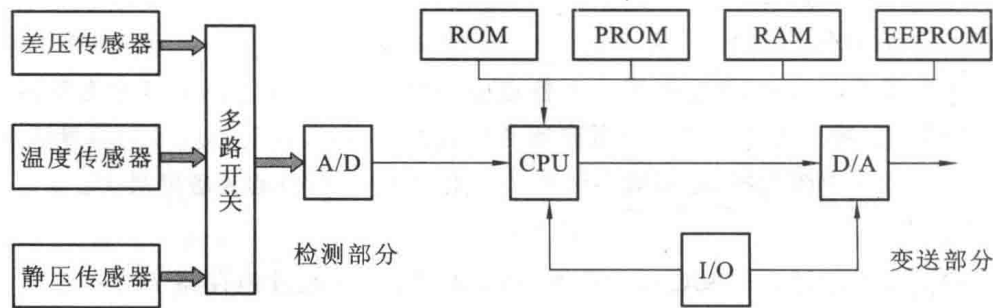 差压传感器
温度传感器
静压传感器
多路开关
A/D
检测部分
ROM
PROM
RAM
EEPROM
CPU
D/A
I/O
变送部分